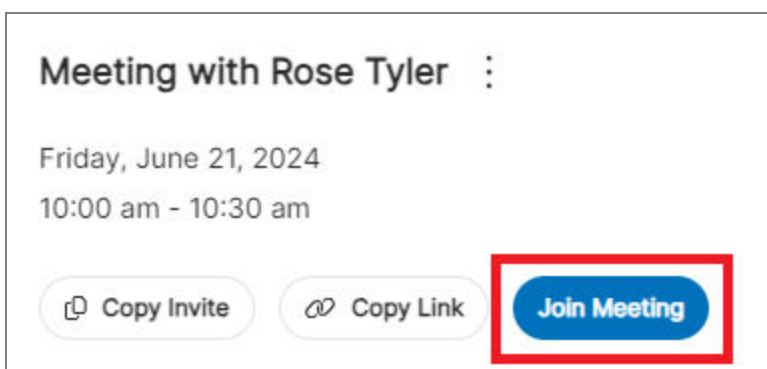 Meeting with Rose Tyler
Friday, June 21, 2024
10:00 am - 10:30 am
Copy Invite Copy Link Join Meeting